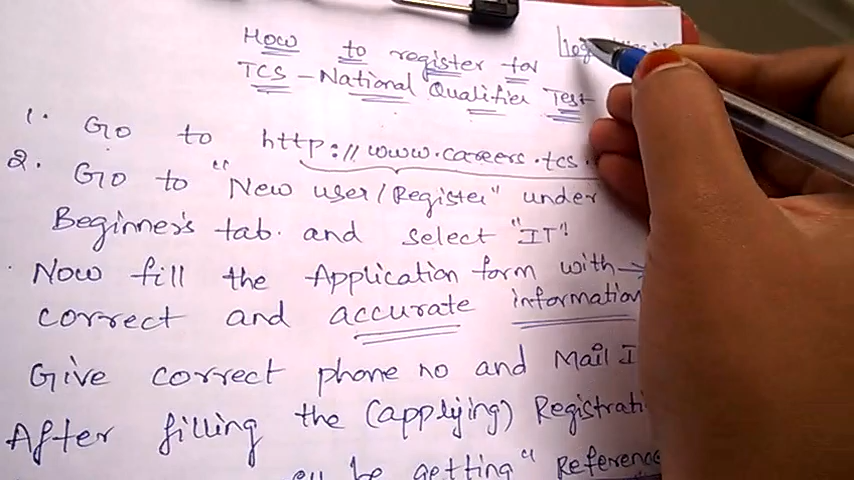 How to register for
TCS - National Qualifier Test
1. Go to http://www.careers.tcs.
2. Go to "New user/Register" under
Beginner's tab. and select "IT".
Now fill the Application form with →
correct and accurate information
Give correct phone no and Mail I
After filling the (applying) Registrati
be getting "Reference